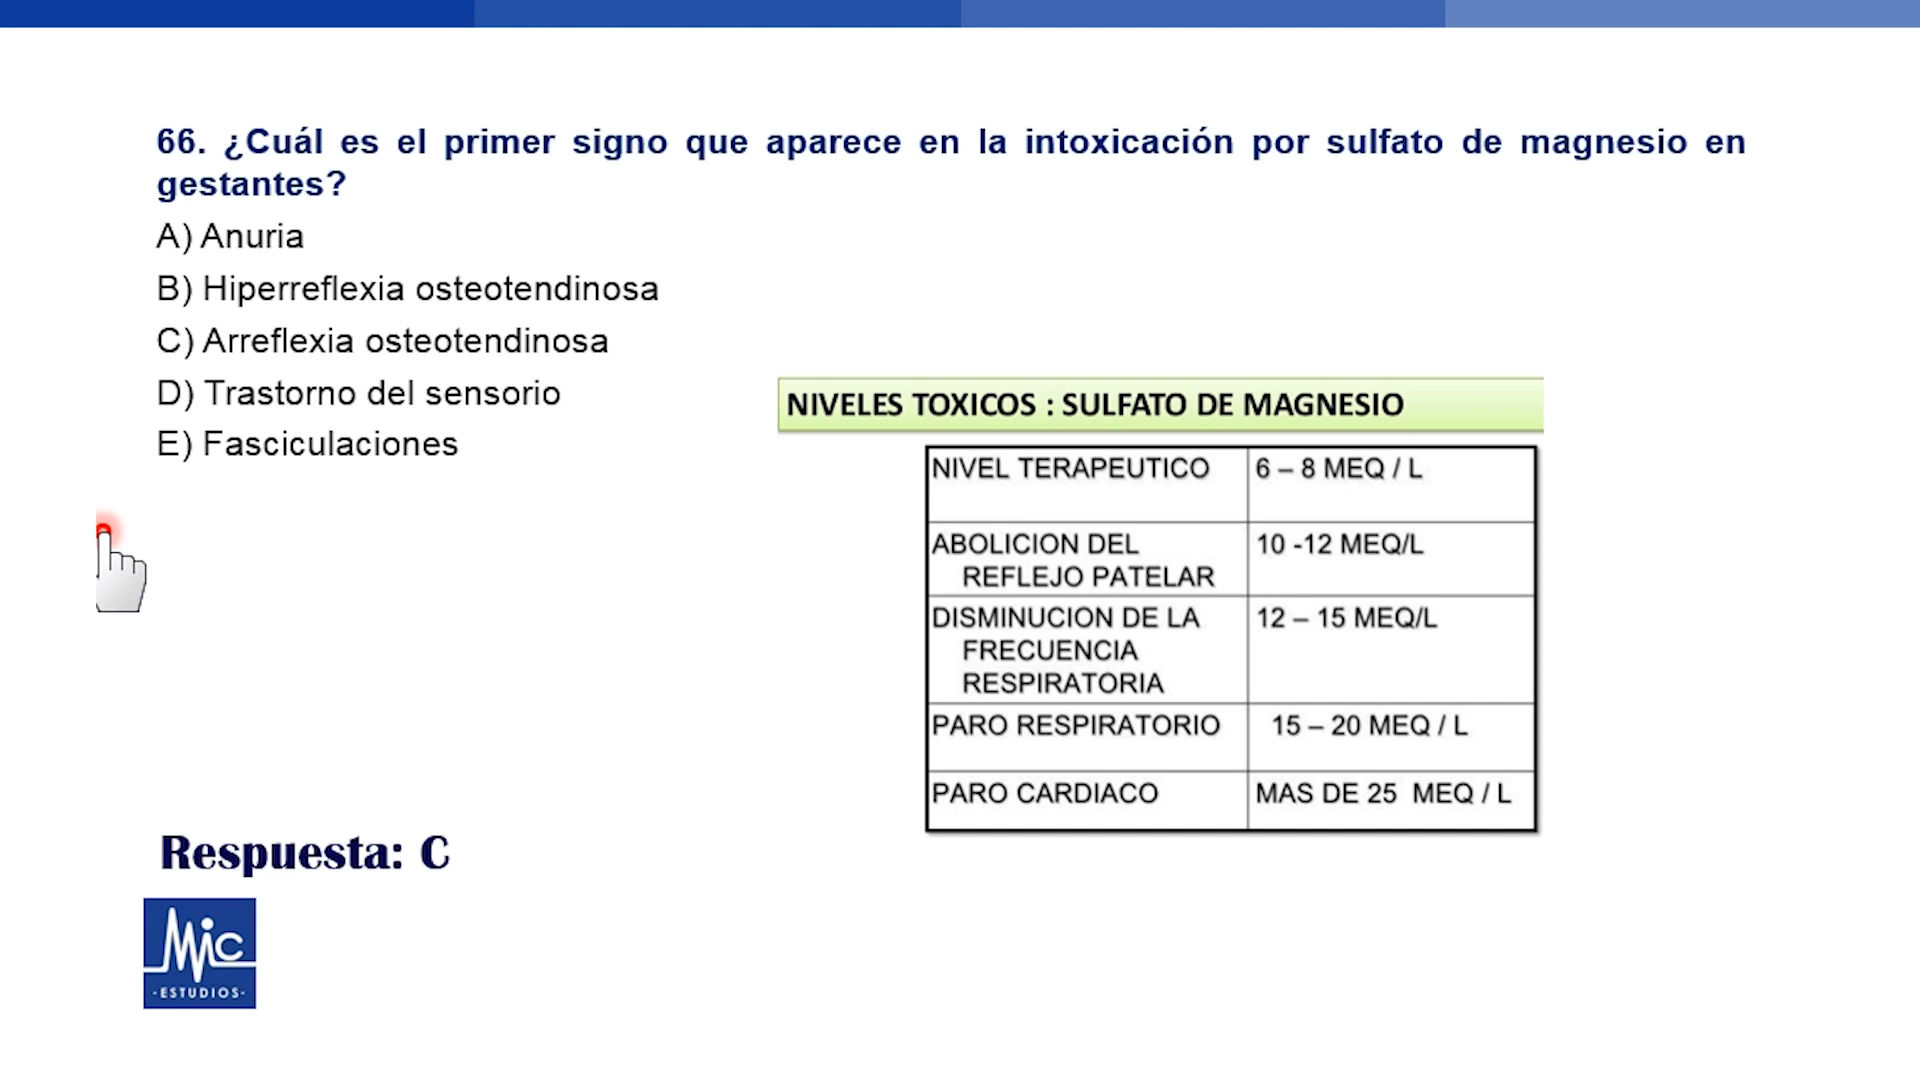 66. ¿Cuál es el primer signo que aparece en la intoxicación por sulfato de magnesio en
gestantes?
A) Anuria
B) Hiperreflexia osteotendinosa
C) Arreflexia osteotendinosa
D) Trastorno del sensorio
E) Fasciculaciones
NIVELES TOXICOS : SULFATO DE MAGNESIO
NIVEL TERAPEUTICO 6 – 8 MEQ / L
ABOLICION DEL 10 -12 MEQ/L
REFLEJO PATELAR
DISMINUCION DE LA 12 – 15 MEQ/L
FRECUENCIA
RESPIRATORIA
PARO RESPIRATORIO 15 – 20 MEQ / L
PARO CARDIACO MAS DE 25 MEQ / L
Respuesta: C
Mic
·ESTUDIOS·